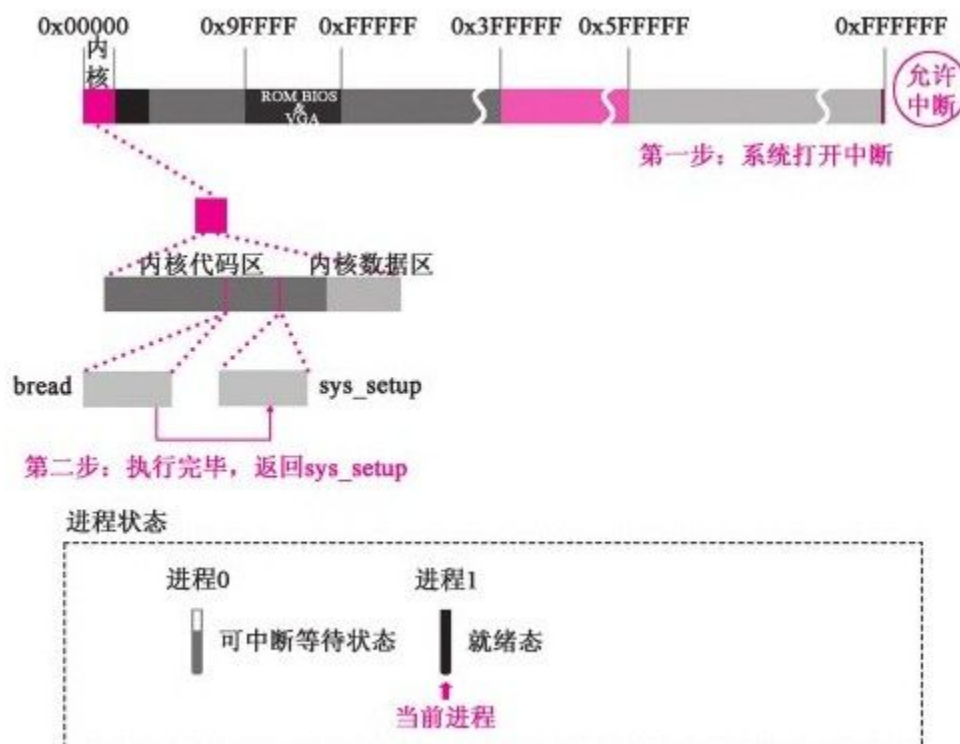 0x00000 0x9FFFF 0xFFFFF 0x3FFFFF 0x5FFFFF 0xFFFFFF
内
核
允许
中断
ROM BIOS
&
VGA
第一步：系统打开中断
内核代码区 内核数据区
bread sys_setup
第二步：执行完毕，返回sys_setup
进程状态
进程0 进程1
可中断等待状态 就绪态
当前进程